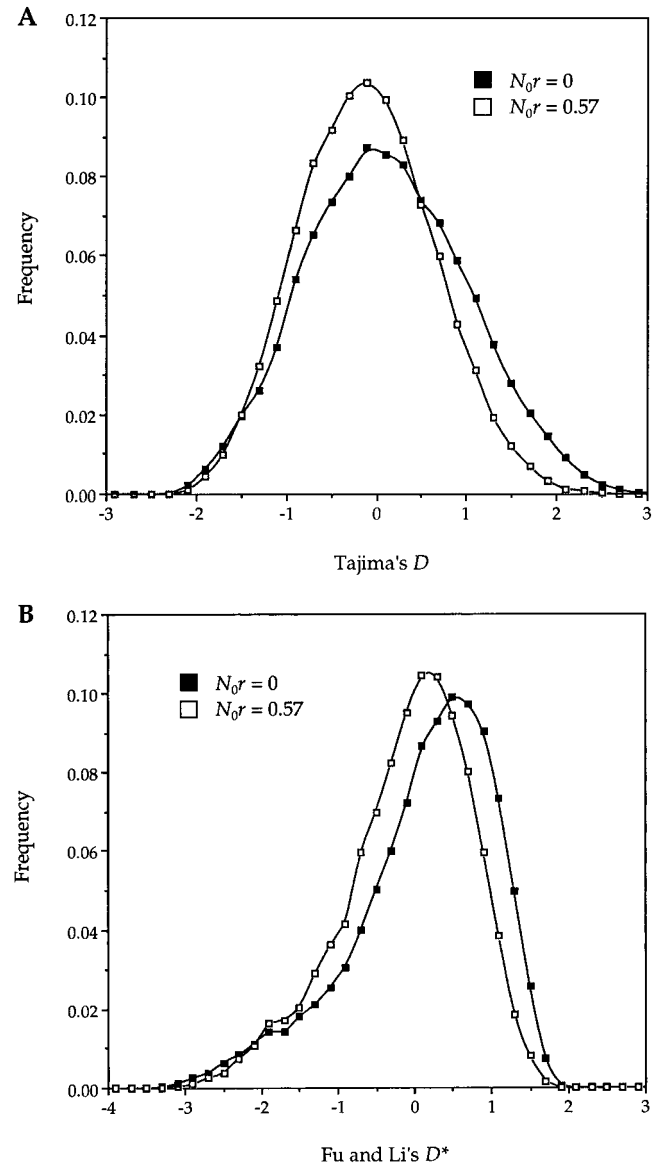 A
0.12
0.10
0.08
0.06
0.04
0.02
0.00
Frequency
N₀r = 0
N₀r = 0.57
-3 -2 -1 0 1 2 3
Tajima's D
B
0.12
0.10
0.08
0.06
0.04
0.02
0.00
Frequency
N₀r = 0
N₀r = 0.57
-4 -3 -2 -1 0 1 2 3
Fu and Li's D*